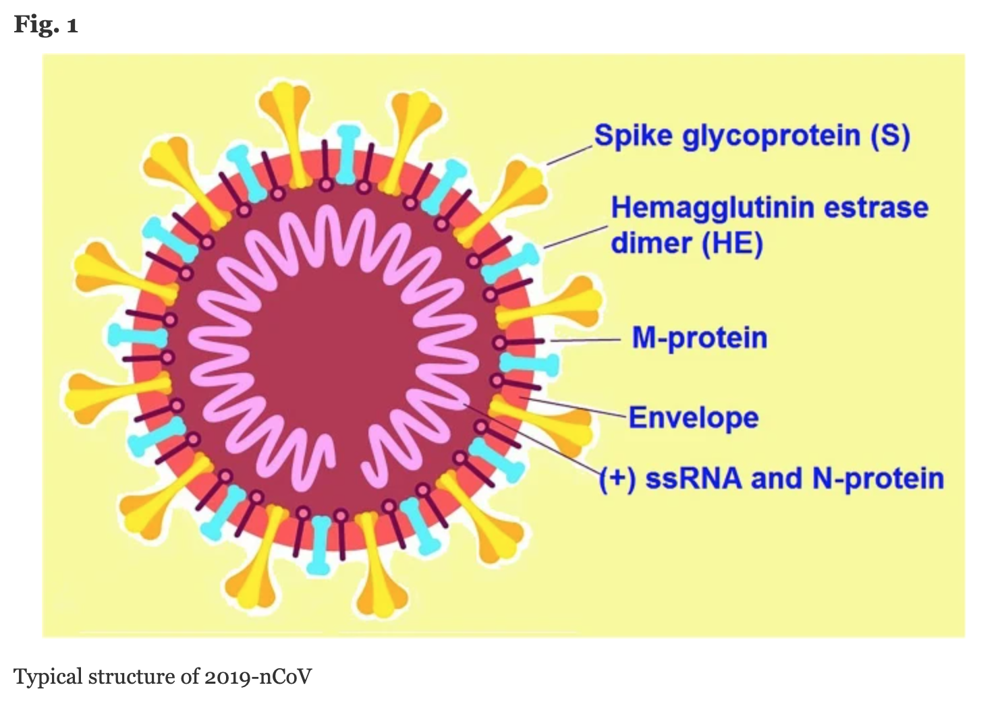 Fig. 1
Spike glycoprotein (S)
Hemagglutinin estrase
dimer (HE)
M-protein
Envelope
(+) ssRNA and N-protein
Typical structure of 2019-nCoV